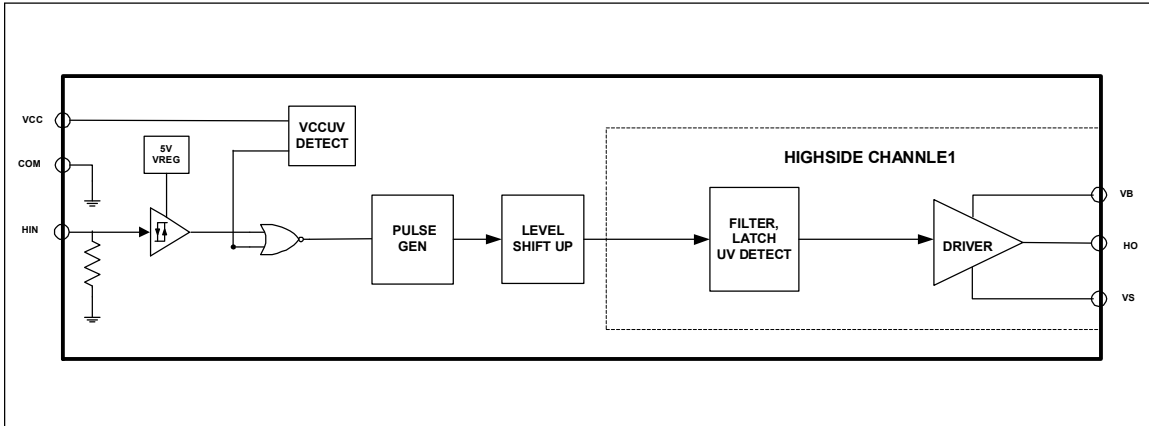 VCC
VCCUV
DETECT
5V
VREG
COM
HIN
PULSE
GEN
LEVEL
SHIFT UP
HIGHSIDE CHANNLE1
FILTER,
LATCH
UV DETECT
DRIVER
VB
HO
VS